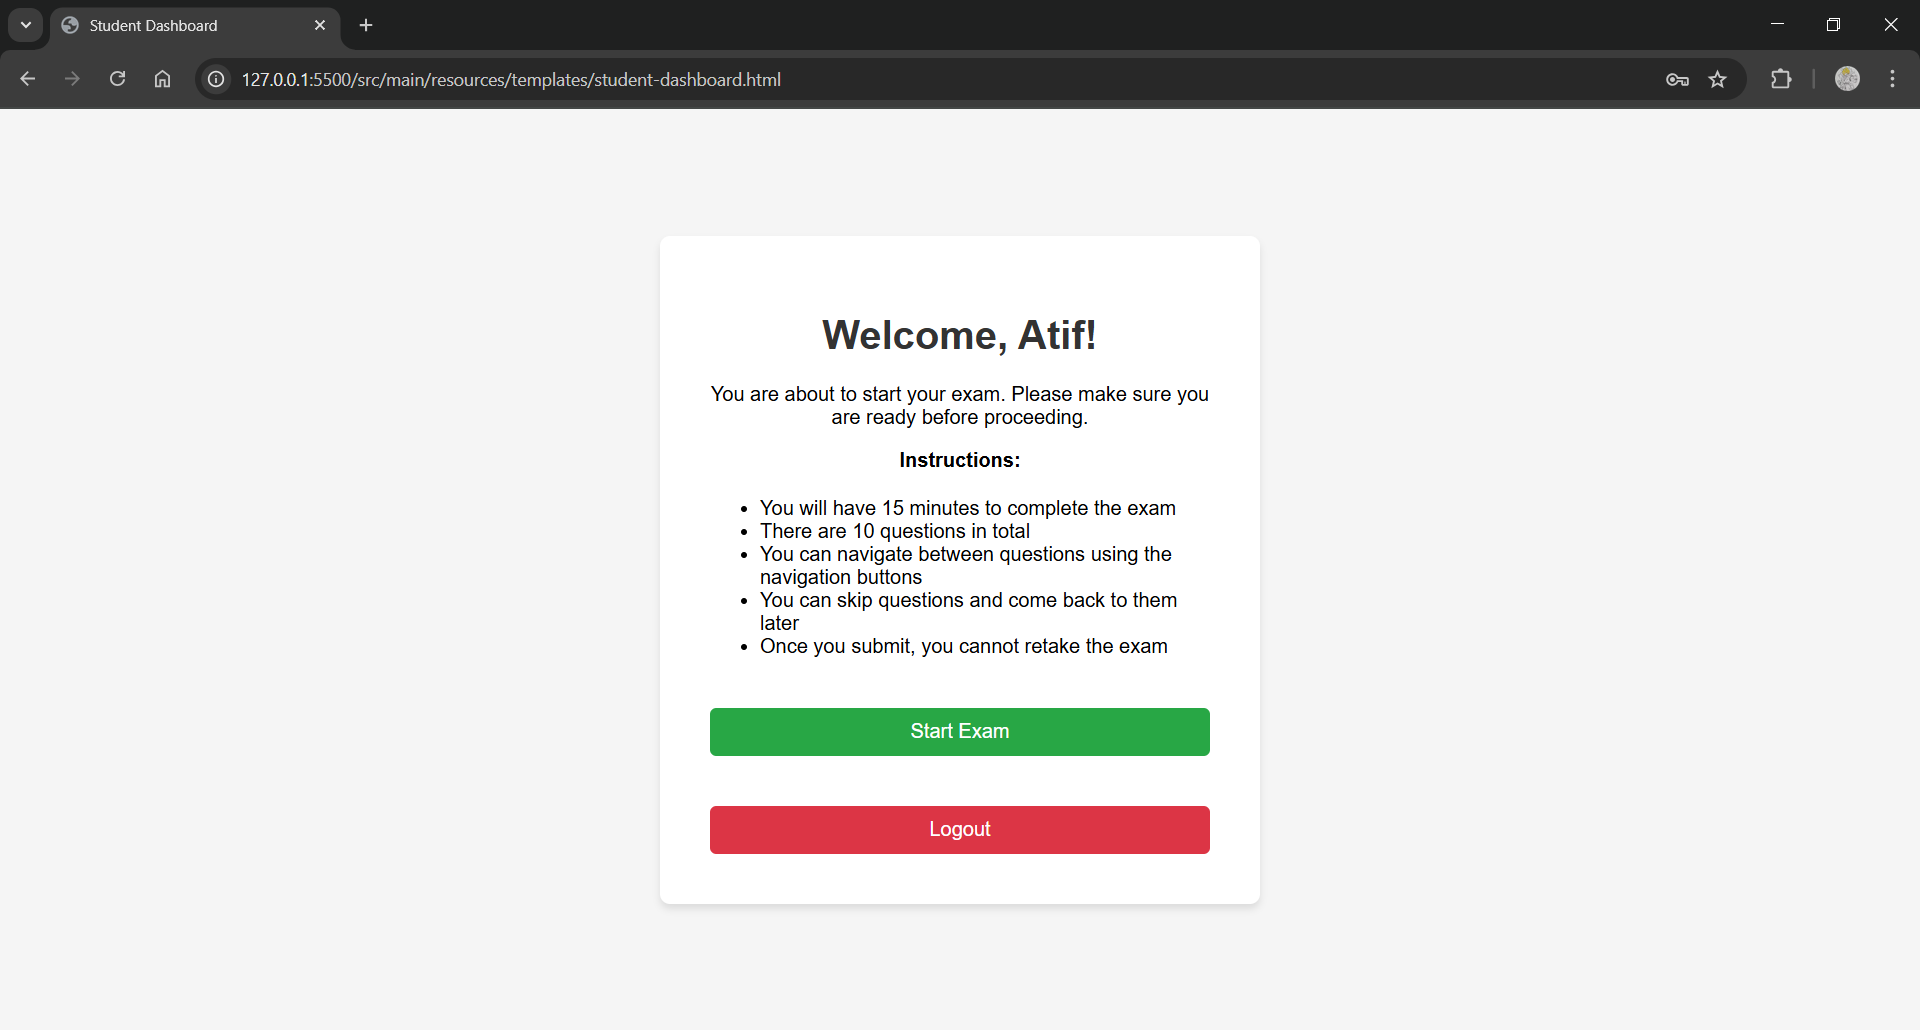 Student Dashboard
127.0.0.1:5500/src/main/resources/templates/student-dashboard.html
Welcome, Atif!
You are about to start your exam. Please make sure you
are ready before proceeding.
Instructions:
• You will have 15 minutes to complete the exam
• There are 10 questions in total
• You can navigate between questions using the
navigation buttons
• You can skip questions and come back to them
later
• Once you submit, you cannot retake the exam
Start Exam
Logout